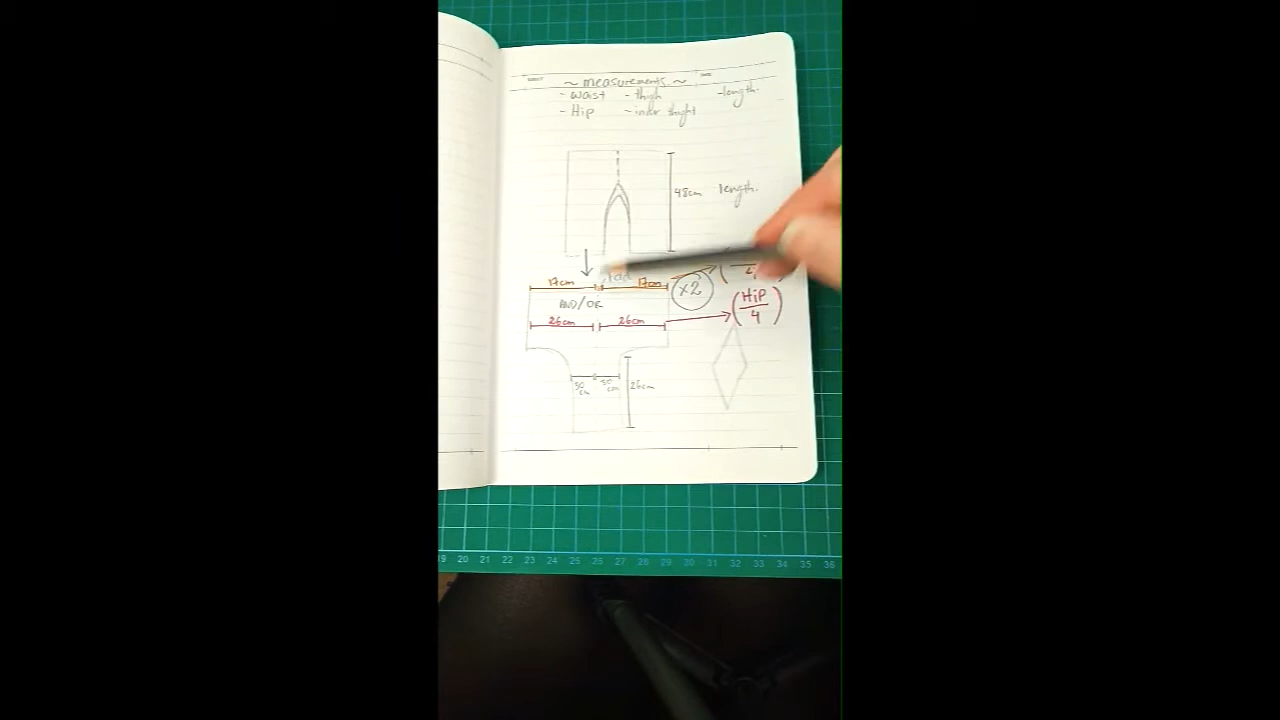 ~ measurements ~
- waist - thigh -length.
- Hip - inner thight
48cm length.
17cm 17cm
x2
AND/OR
(HiP/4)
26cm 26cm
30 cm 30 cm
26cm
19 20 21 22 23 24 25 26 27 28 29 30 31 32 33 34 35 36